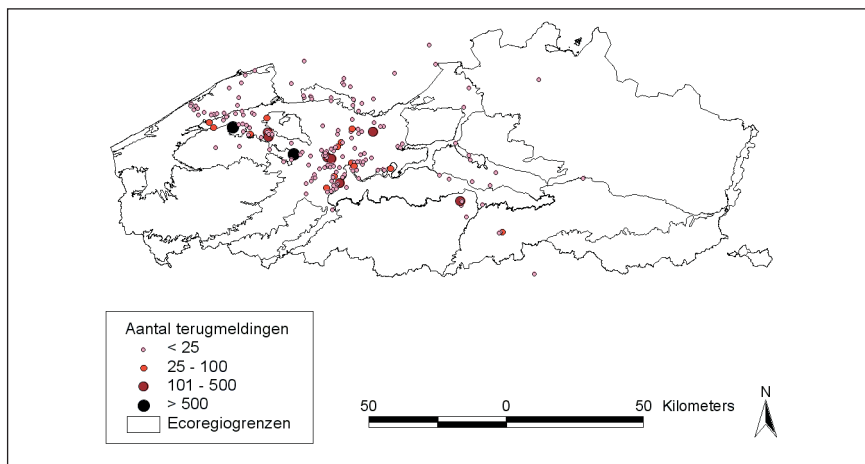 Aantal terugmeldingen
< 25
25 - 100
101 - 500
> 500
Ecoregiogrenzen
50 0 50 Kilometers
N